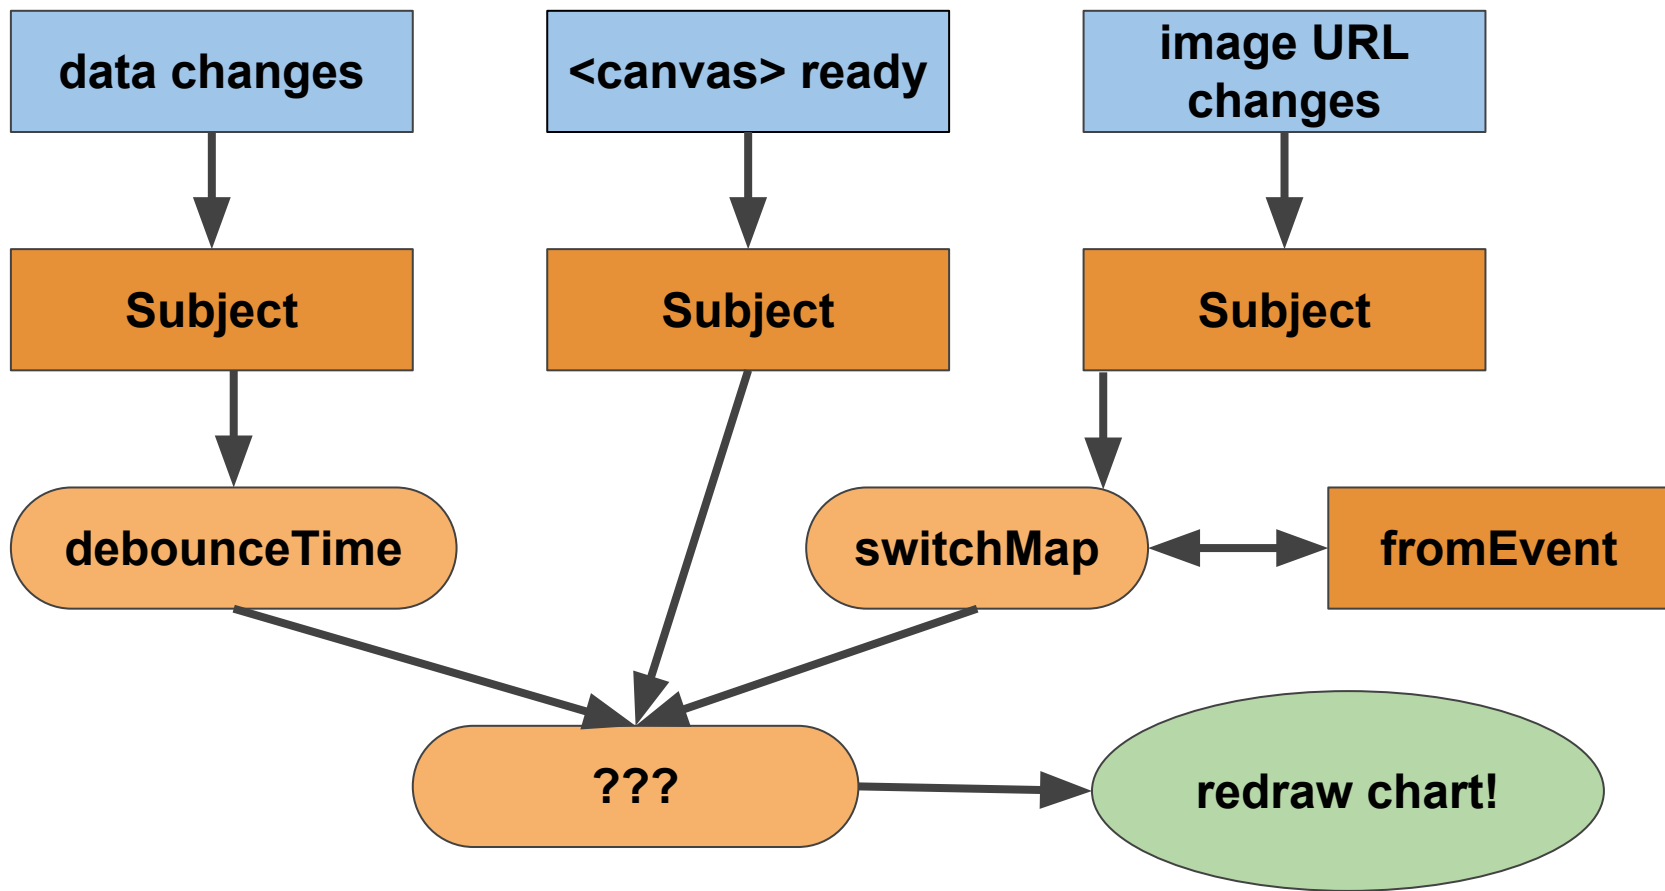 data changes
<canvas> ready
image URL
changes
Subject
Subject
Subject
debounceTime
switchMap
fromEvent
???
redraw chart!